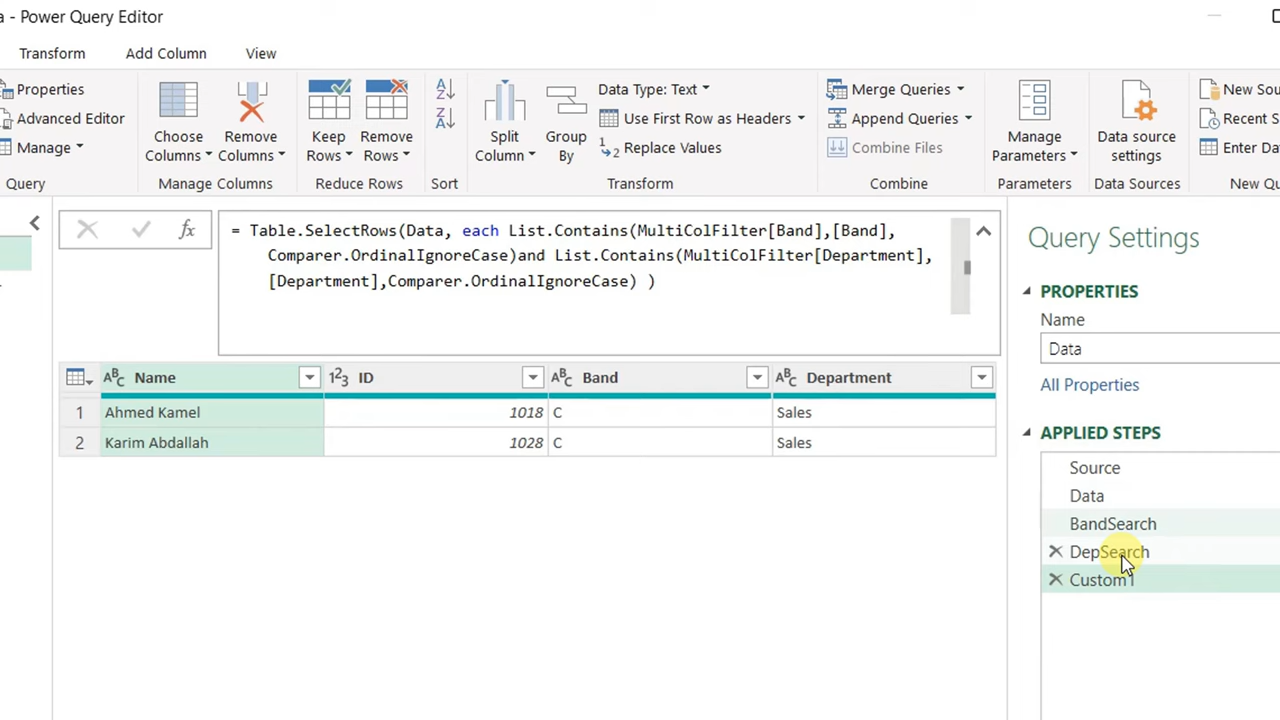 a - Power Query Editor
Transform Add Column View
Properties
Advanced Editor
Manage
Query
Choose Columns
Remove Columns
Manage Columns
Keep Rows
Remove Rows
Reduce Rows
Sort
Split Column
Group By
Data Type: Text
Use First Row as Headers
Replace Values
Transform
Merge Queries
Append Queries
Combine Files
Combine
Manage Parameters
Parameters
Data source settings
Data Sources
New Sou
Recent S
Enter Da
New Qu
fx
= Table.SelectRows(Data, each List.Contains(MultiColFilter[Band],[Band],
Comparer.OrdinalIgnoreCase)and List.Contains(MultiColFilter[Department],
[Department],Comparer.OrdinalIgnoreCase) )
Name ID Band Department
1 Ahmed Kamel 1018 C Sales
2 Karim Abdallah 1028 C Sales
Query Settings
PROPERTIES
Name
Data
All Properties
APPLIED STEPS
Source
Data
BandSearch
DepSearch
Custom1